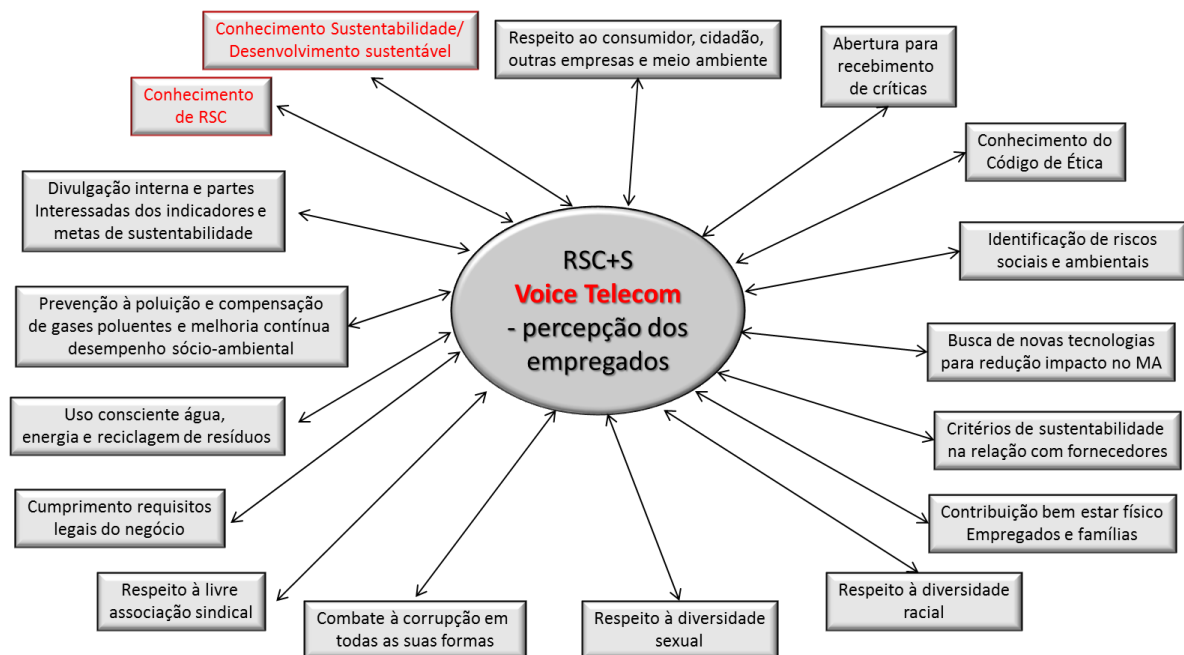 Conhecimento Sustentabilidade/
Desenvolvimento sustentável
Respeito ao consumidor, cidadão,
outras empresas e meio ambiente
Abertura para
recebimento
de críticas
Conhecimento
de RSC
Conhecimento do
Código de Ética
Divulgação interna e partes
Interessadas dos indicadores e
metas de sustentabilidade
Identificação de riscos
sociais e ambientais
RSC+S
Voice Telecom
- percepção dos
empregados
Prevenção à poluição e compensação
de gases poluentes e melhoria contínua
desempenho sócio-ambiental
Busca de novas tecnologias
para redução impacto no MA
Uso consciente água,
energia e reciclagem de resíduos
Critérios de sustentabilidade
na relação com fornecedores
Cumprimento requisitos
legais do negócio
Contribuição bem estar físico
Empregados e famílias
Respeito à livre
associação sindical
Combate à corrupção em
todas as suas formas
Respeito à diversidade
sexual
Respeito à diversidade
racial